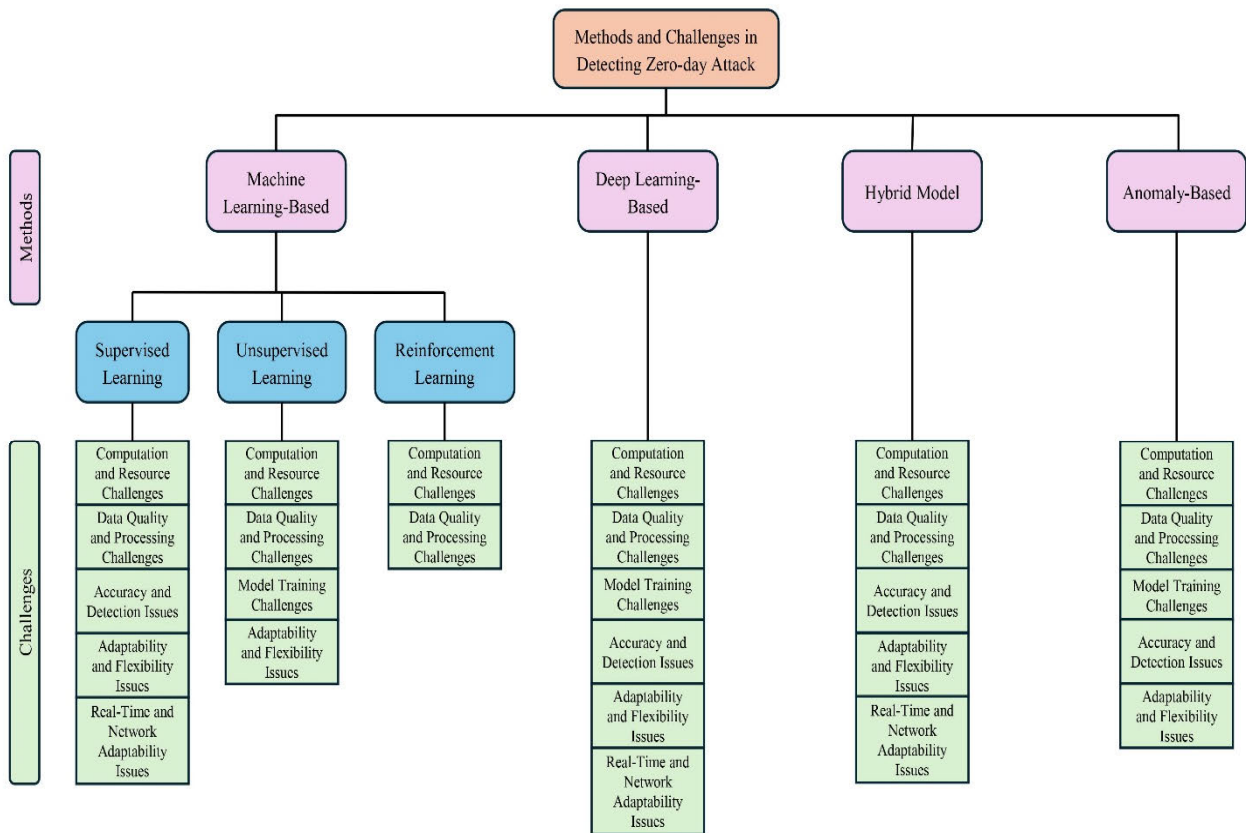 Methods and Challenges in
Detecting Zero-day Attack
Methods
Machine
Learning-Based
Deep Learning-
Based
Hybrid Model
Anomaly-Based
Supervised
Learning
Unsupervised
Learning
Reinforcement
Learning
Challenges
Computation
and Resource
Challenges
Data Quality
and Processing
Challenges
Accuracy and
Detection Issues
Adaptability
and Flexibility
Issues
Real-Time and
Network
Adaptability
Issues
Computation
and Resource
Challenges
Data Quality
and Processing
Challenges
Model Training
Challenges
Adaptability
and Flexibility
Issues
Computation
and Resource
Challenges
Data Quality
and Processing
Challenges
Computation
and Resource
Challenges
Data Quality
and Processing
Challenges
Model Training
Challenges
Accuracy and
Detection Issues
Adaptability
and Flexibility
Issues
Real-Time and
Network
Adaptability
Issues
Computation
and Resource
Challenges
Data Quality
and Processing
Challenges
Accuracy and
Detection Issues
Adaptability
and Flexibility
Issues
Real-Time and
Network
Adaptability
Issues
Computation
and Resource
Challenges
Data Quality
and Processing
Challenges
Model Training
Challenges
Accuracy and
Detection Issues
Adaptability
and Flexibility
Issues